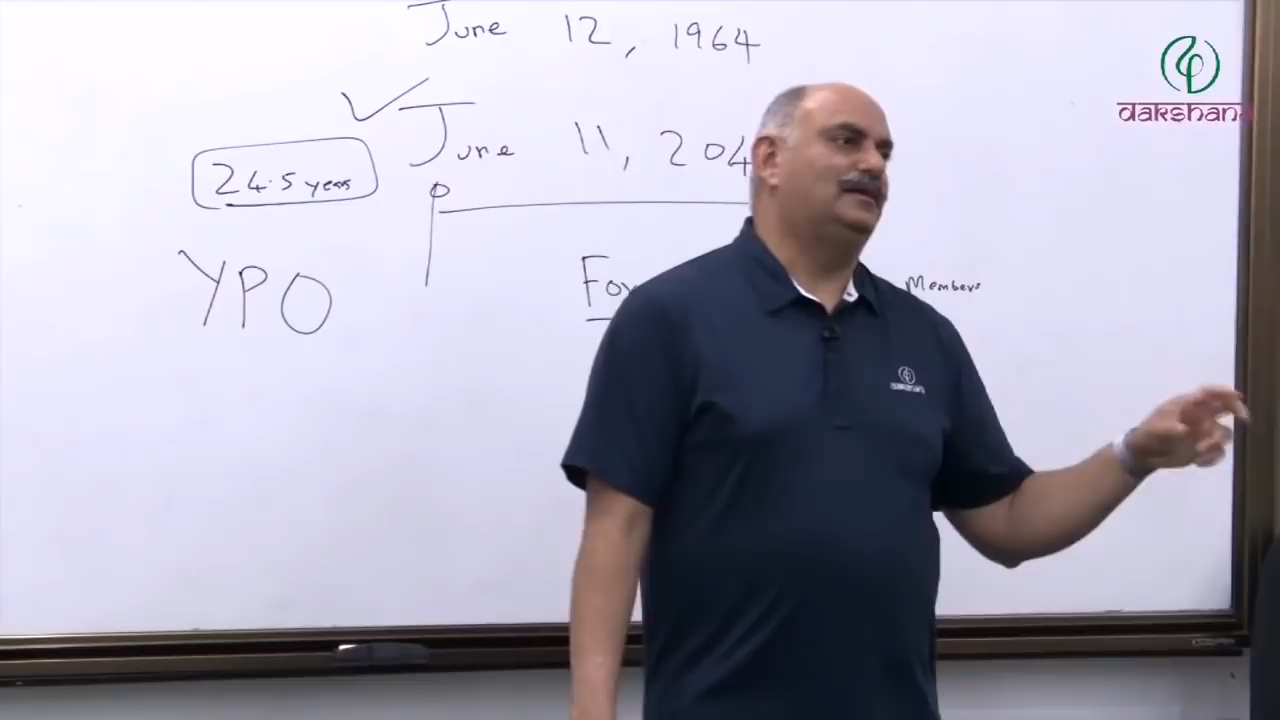 June 12, 1964
dakshana
June 11, 204
24.5 years
YPO
Members